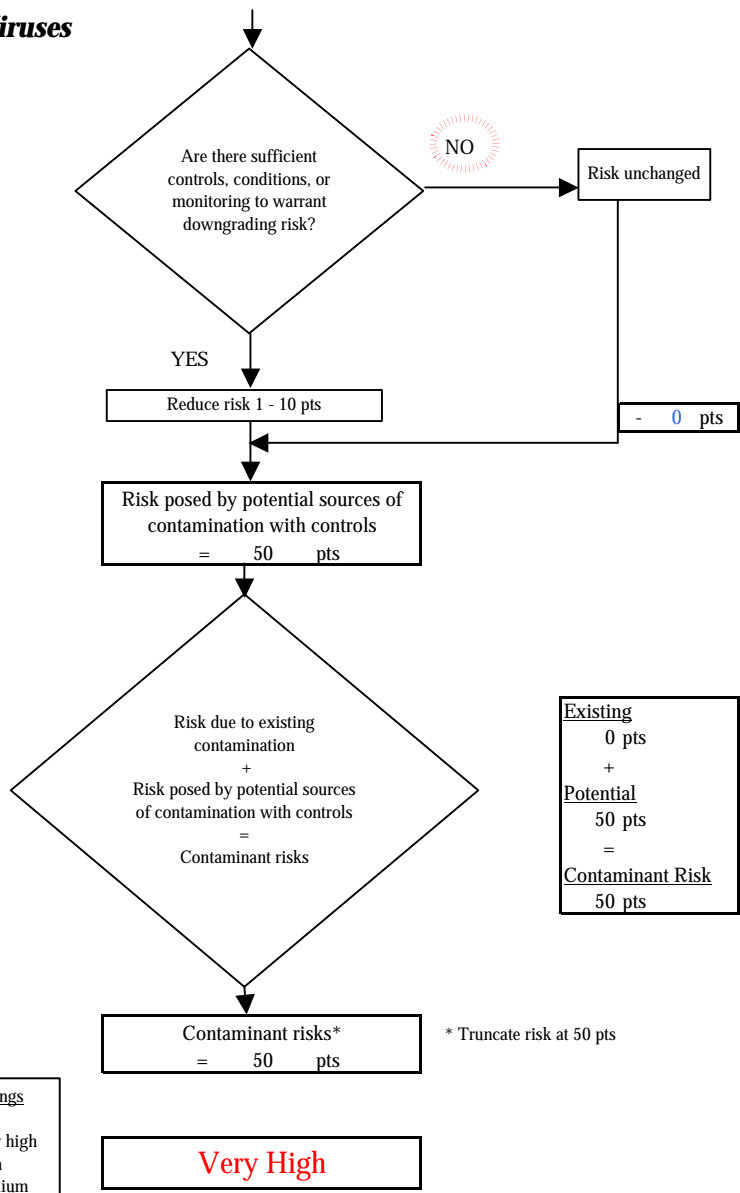 Are there sufficient
controls, conditions, or
monitoring to warrant
downgrading risk?
NO
Risk unchanged
YES
Reduce risk 1 - 10 pts
- 0 pts
Risk posed by potential sources of
contamination with controls
= 50 pts
Risk due to existing
contamination
+
Risk posed by potential sources
of contamination with controls
=
Contaminant risks
Existing
0 pts
+
Potential
50 pts
=
Contaminant Risk
50 pts
Contaminant risks*
= 50 pts
* Truncate risk at 50 pts
high
Very High